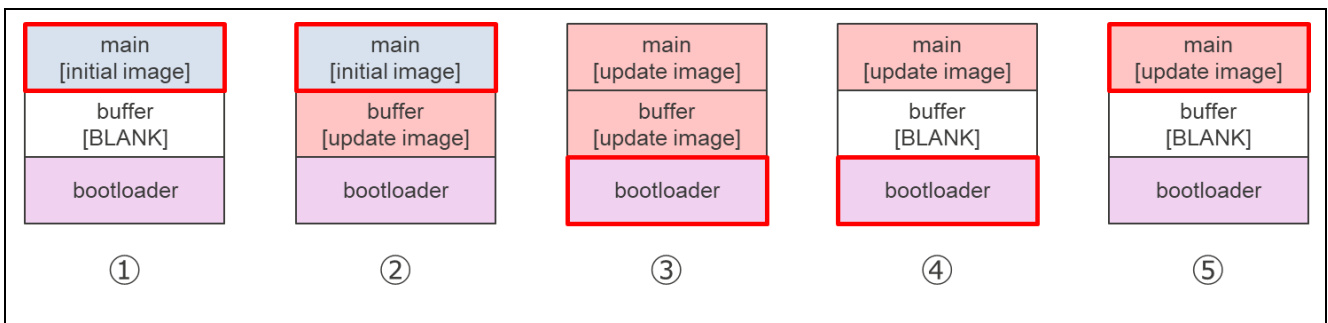 main
[initial image]
buffer
[BLANK]
bootloader
①
main
[initial image]
buffer
[update image]
bootloader
②
main
[update image]
buffer
[update image]
bootloader
③
main
[update image]
buffer
[BLANK]
bootloader
④
main
[update image]
buffer
[BLANK]
bootloader
⑤